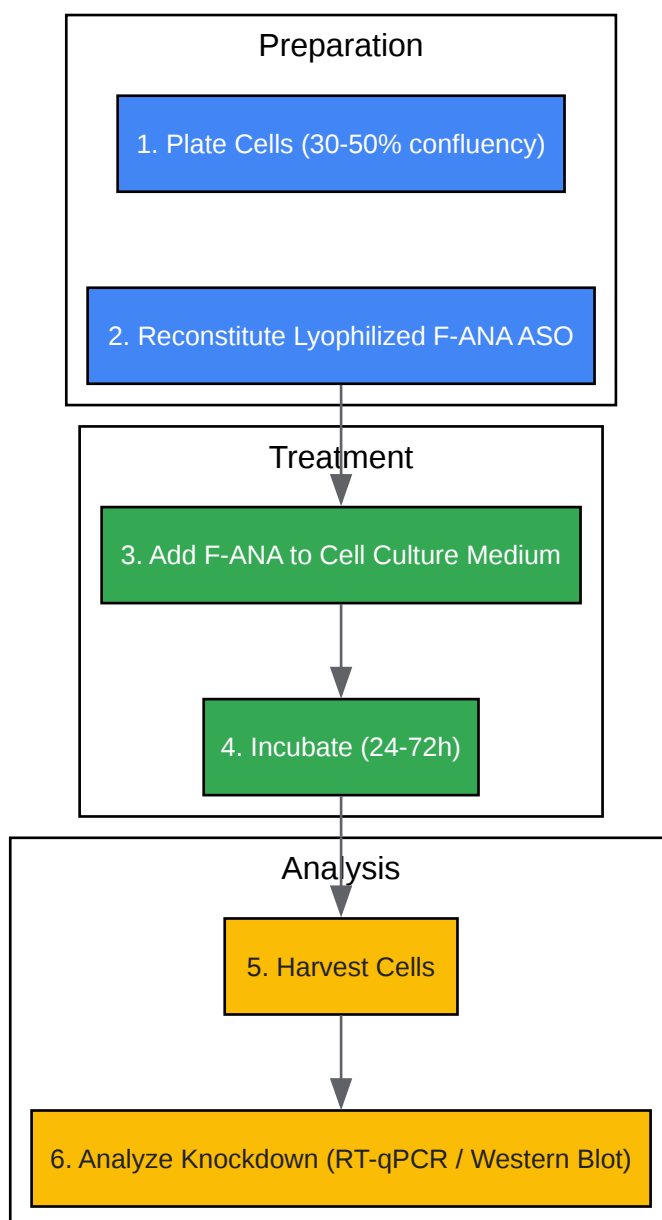 Preparation
1. Plate Cells (30-50% confluency)
2. Reconstitute Lyophilized F-ANA ASO
Treatment
3. Add F-ANA to Cell Culture Medium
4. Incubate (24-72h)
Analysis
5. Harvest Cells
6. Analyze Knockdown (RT-qPCR / Western Blot)